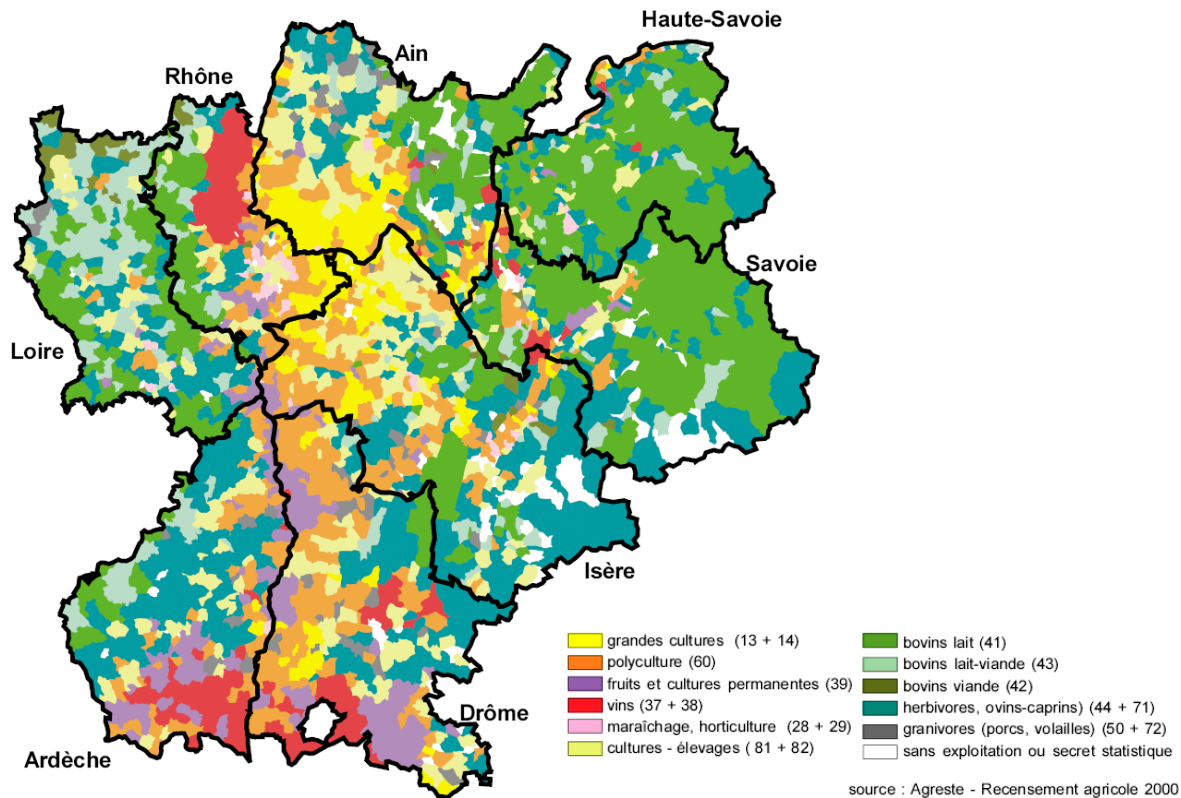 Haute-Savoie
Ain
Rhône
Savoie
Loire
Isère
Drôme
Ardèche
grandes cultures (13 + 14)
polyculture (60)
fruits et cultures permanentes (39)
vins (37 + 38)
maraîchage, horticulture (28 + 29)
cultures - élevages ( 81 + 82)
bovins lait (41)
bovins lait-viande (43)
bovins viande (42)
herbivores, ovins-caprins) (44 + 71)
granivores (porcs, volailles) (50 + 72)
sans exploitation ou secret statistique
source : Agreste - Recensement agricole 2000